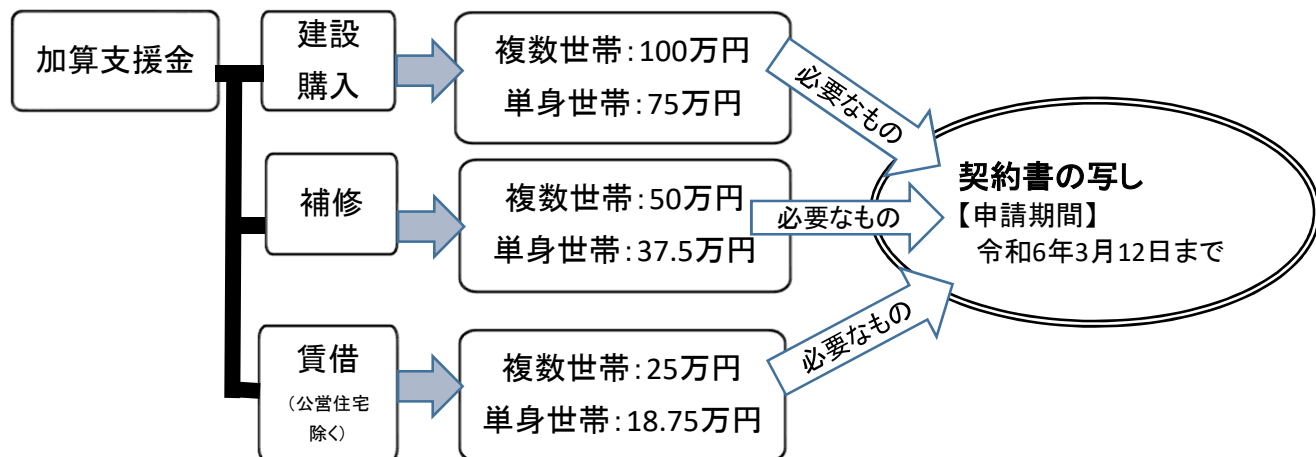 加算支援金
建設
購入
複数世帯：100万円
単身世帯：75万円
必要なもの
補修
複数世帯：50万円
単身世帯：37.5万円
必要なもの
賃借
（公営住宅
除く）
複数世帯：25万円
単身世帯：18.75万円
必要なもの
契約書の写し
【申請期間】
令和6年3月12日まで